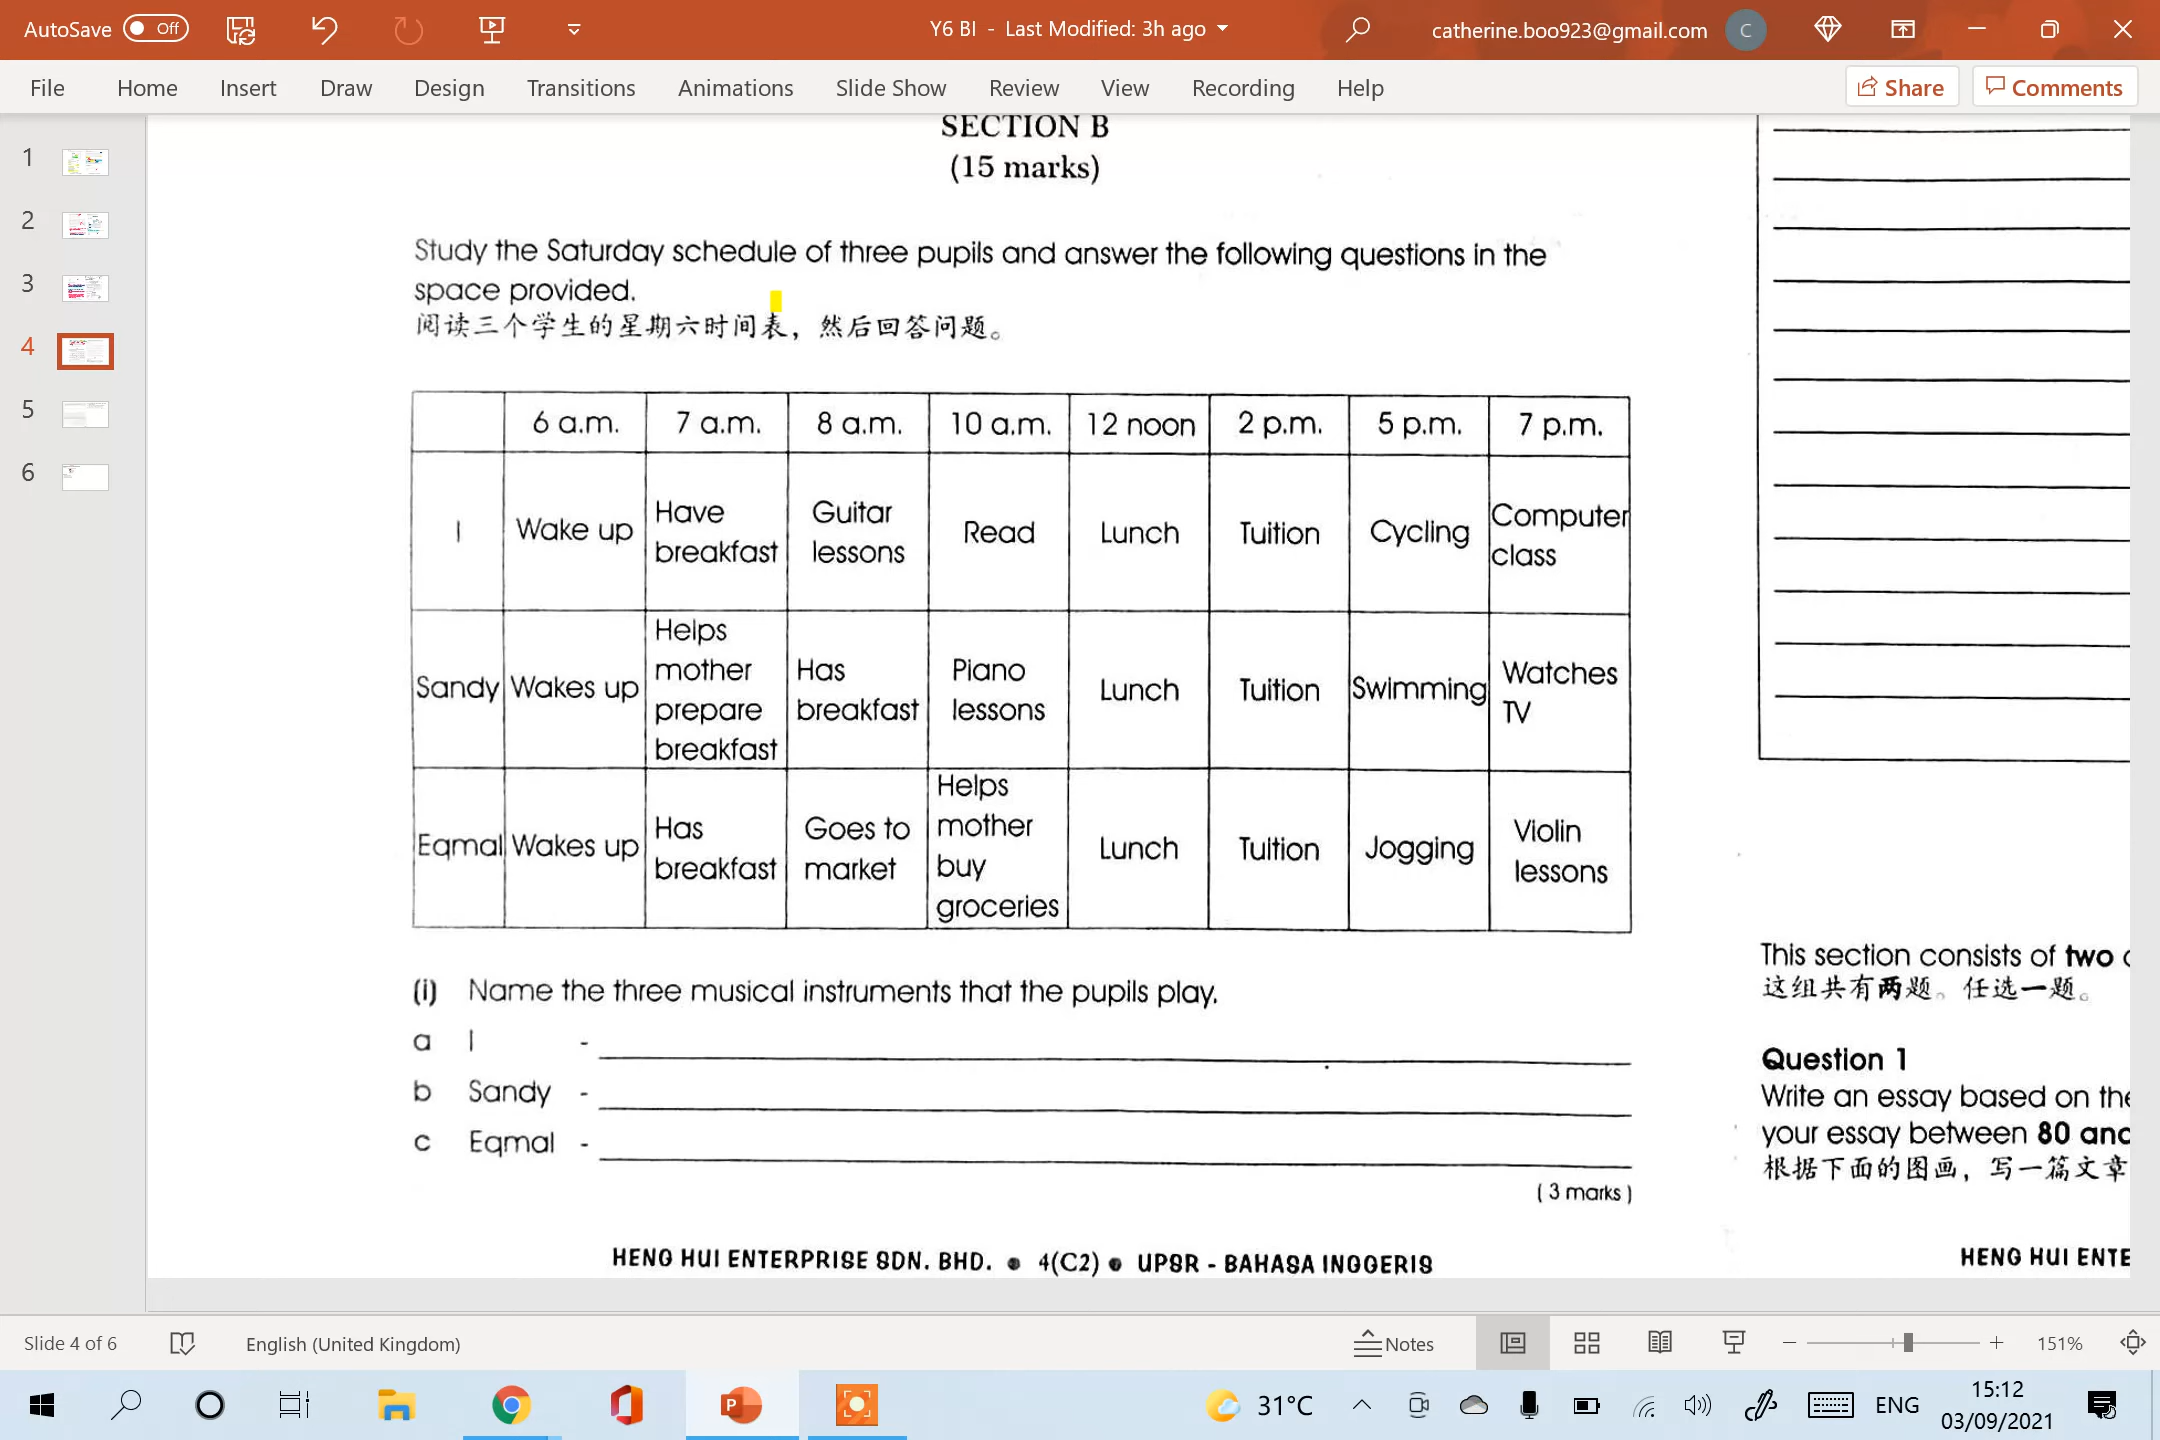 AutoSave Off
Y6 BI - Last Modified: 3h ago
catherine.boo923@gmail.com
C
File Home Insert Draw Design Transitions Animations Slide Show Review View Recording Help
Share
Comments
1
2
3
4
5
6
SECTION B
(15 marks)
Study the Saturday schedule of three pupils and answer the following questions in the
space provided.
阅读三个学生的星期六时间表，然后回答问题。
6 a.m. 7 a.m. 8 a.m. 10 a.m. 12 noon 2 p.m. 5 p.m. 7 p.m.
I
Wake up
Have
breakfast
Guitar
lessons
Read
Lunch
Tuition
Cycling
Computer
class
Sandy
Wakes up
Helps
mother
prepare
breakfast
Has
breakfast
Piano
lessons
Lunch
Tuition
Swimming
Watches
TV
Eqmal
Wakes up
Has
breakfast
Goes to
market
Helps
mother
buy
groceries
Lunch
Tuition
Jogging
Violin
lessons
(i) Name the three musical instruments that the pupils play.
a I -
b Sandy -
c Eqmal -
( 3 marks )
HENG HUI ENTERPRISE SDN. BHD. ● 4(C2) ● UPSR - BAHASA INGGERIS
This section consists of two
这组共有两题。任选一题。
Question 1
Write an essay based on the
your essay between 80 and
根据下面的图画，写一篇文章
HENG HUI ENTE
Slide 4 of 6
English (United Kingdom)
Notes
151%
31°C
ENG
15:12
03/09/2021